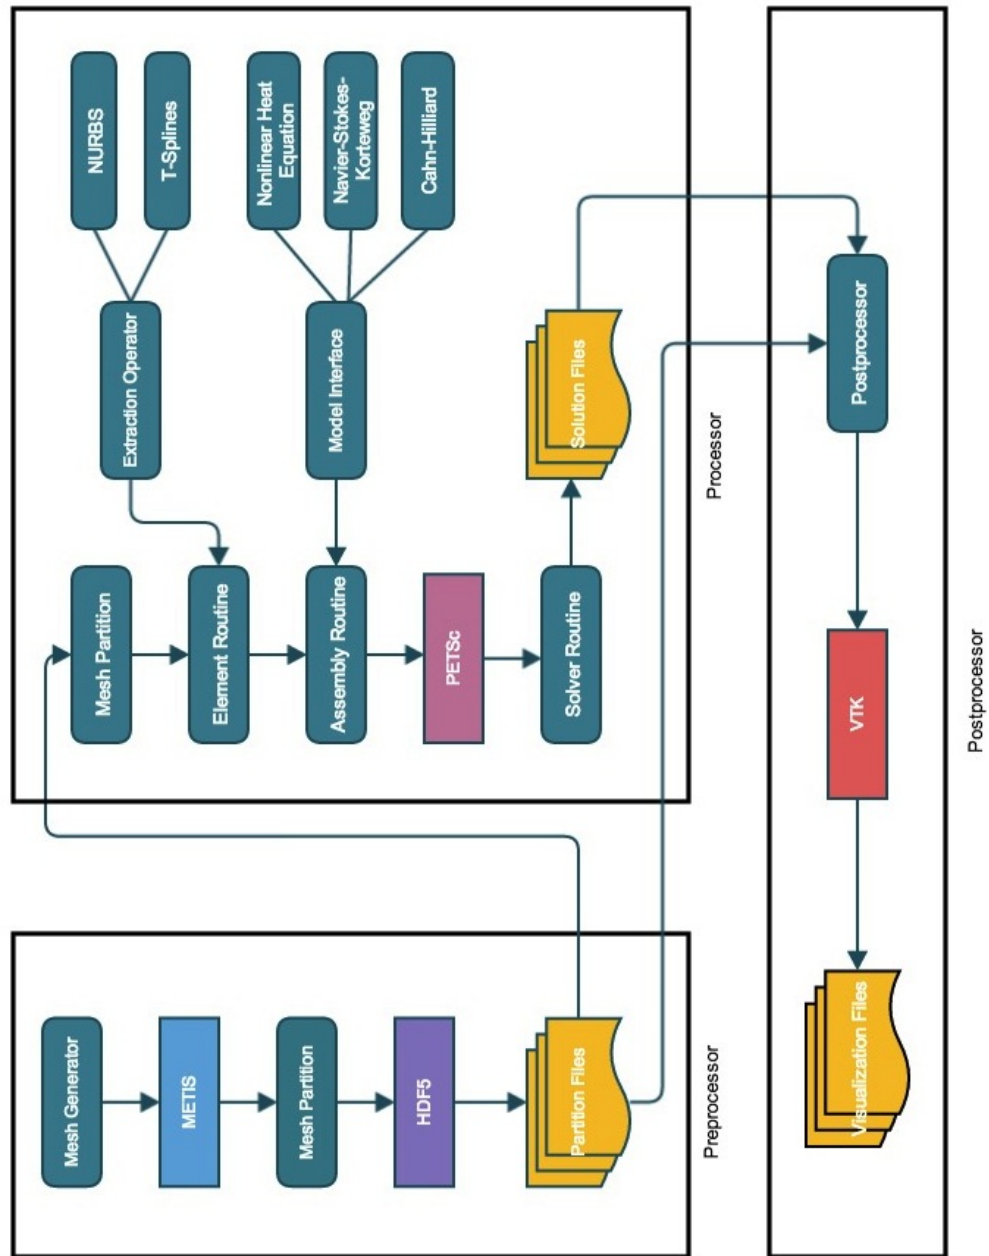 Mesh Generator
METIS
Mesh Partition
HDF5
Partition Files
Preprocessor
Mesh Partition
Element Routine
Assembly Routine
PETSc
Solver Routine
Extraction Operator
Model Interface
Solution Files
NURBS
T-Splines
Nonlinear Heat
Equation
Navier-Stokes-
Korteweg
Cahn-Hilliard
Processor
Visualization Files
VTK
Postprocessor
Postprocessor